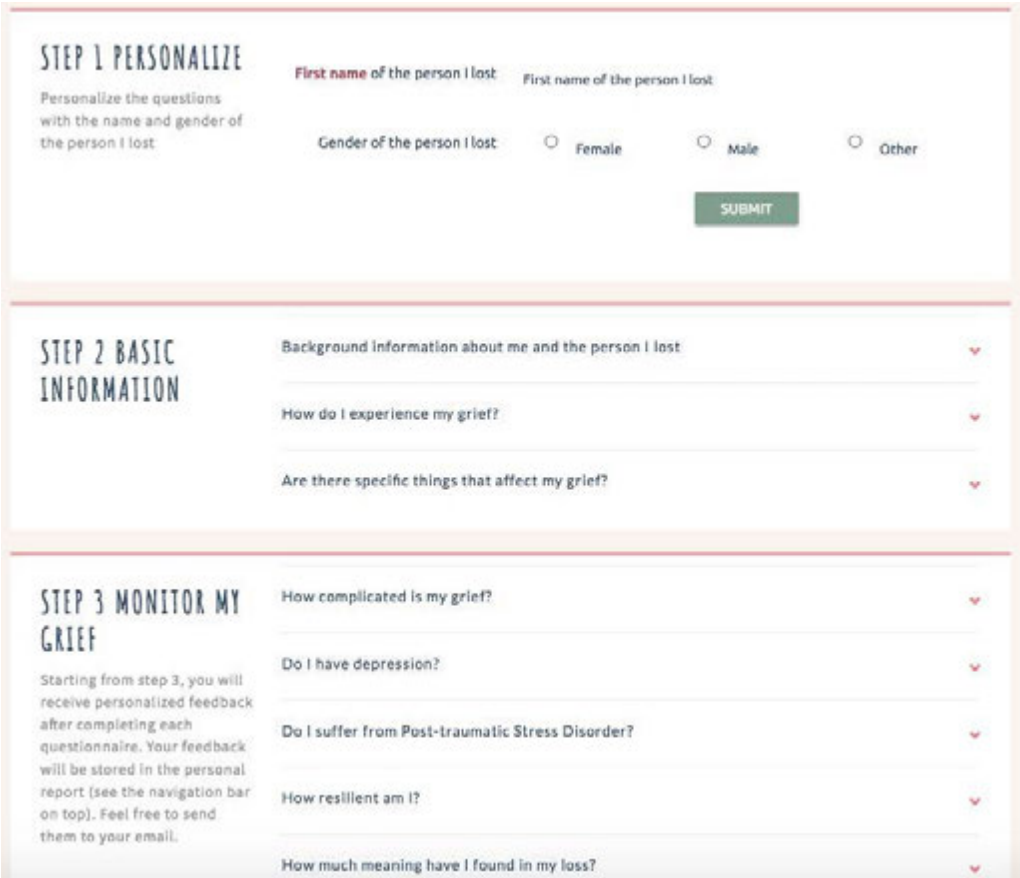 STEP 1 PERSONALIZE
Personalize the questions
with the name and gender of
the person I lost
First name of the person I lost
First name of the person I lost
Gender of the person I lost
Female
Male
Other
SUBMIT
STEP 2 BASIC
INFORMATION
Background information about me and the person I lost
How do I experience my grief?
Are there specific things that affect my grief?
STEP 3 MONITOR MY
GRIEF
Starting from step 3, you will
receive personalized feedback
after completing each
questionnaire. Your feedback
will be stored in the personal
report (see the navigation bar
on top). Feel free to send
them to your email.
How complicated is my grief?
Do I have depression?
Do I suffer from Post-traumatic Stress Disorder?
How resilient am I?
How much meaning have I found in my loss?